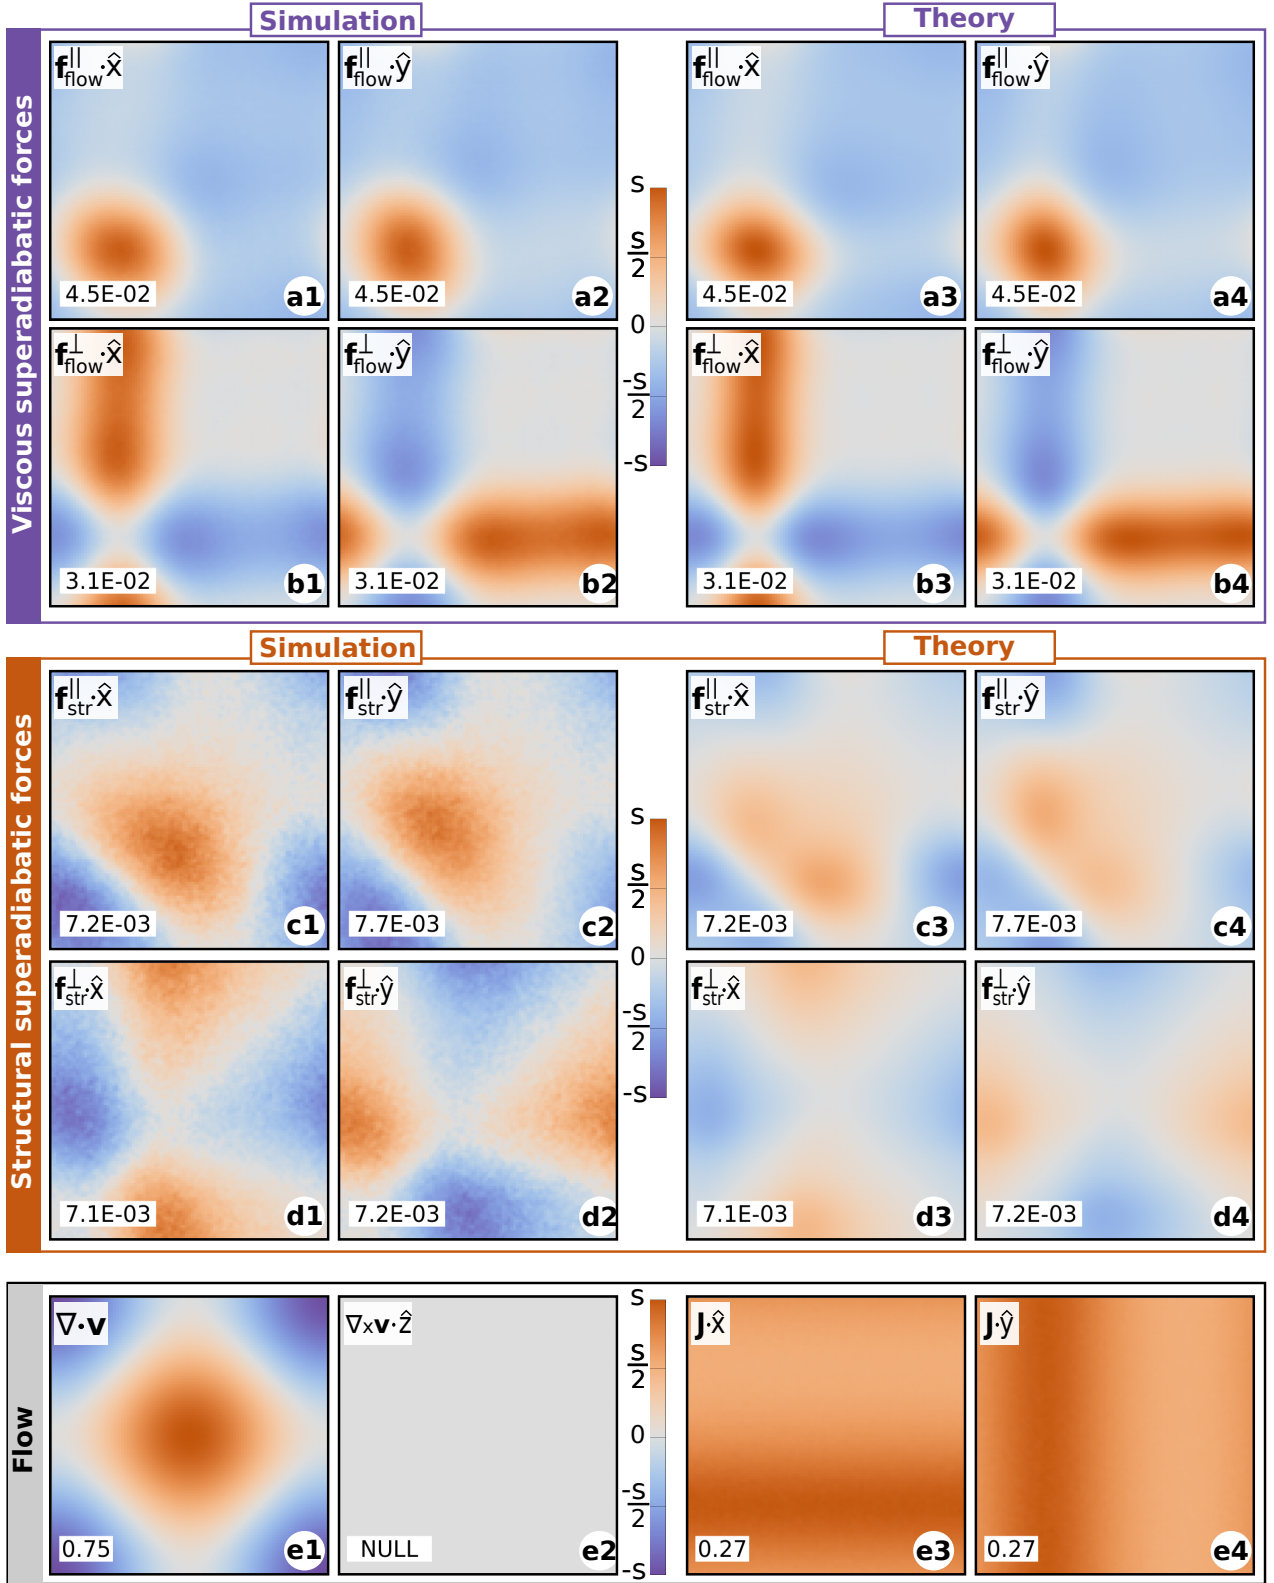 Simulation
Theory
Viscous superadiabatic forces
f∥flow·x̂
f∥flow·ŷ
f∥flow·x̂
f∥flow·ŷ
4.5E-02
a1
4.5E-02
a2
4.5E-02
a3
4.5E-02
a4
s
s/2
0
-s/2
-s
f⊥flow·x̂
f⊥flow·ŷ
f⊥flow·x̂
f⊥flow·ŷ
3.1E-02
b1
3.1E-02
b2
3.1E-02
b3
3.1E-02
b4
Simulation
Theory
Structural superadiabatic forces
f∥str·x̂
f∥str·ŷ
f∥str·x̂
f∥str·ŷ
7.2E-03
c1
7.7E-03
c2
7.2E-03
c3
7.7E-03
c4
s
s/2
0
-s/2
-s
f⊥str·x̂
f⊥str·ŷ
f⊥str·x̂
f⊥str·ŷ
7.1E-03
d1
7.2E-03
d2
7.1E-03
d3
7.2E-03
d4
Flow
∇·v
∇×v·ẑ
J·x̂
J·ŷ
s
s/2
0
-s/2
-s
0.75
e1
NULL
e2
0.27
e3
0.27
e4